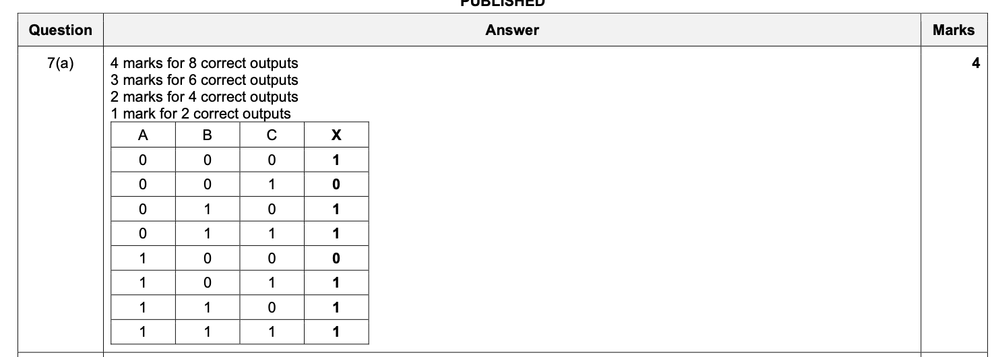 PUBLISHED
Question Answer Marks
7(a) 4 marks for 8 correct outputs 4
3 marks for 6 correct outputs
2 marks for 4 correct outputs
1 mark for 2 correct outputs
A B C X
0 0 0 1
0 0 1 0
0 1 0 1
0 1 1 1
1 0 0 0
1 0 1 1
1 1 0 1
1 1 1 1